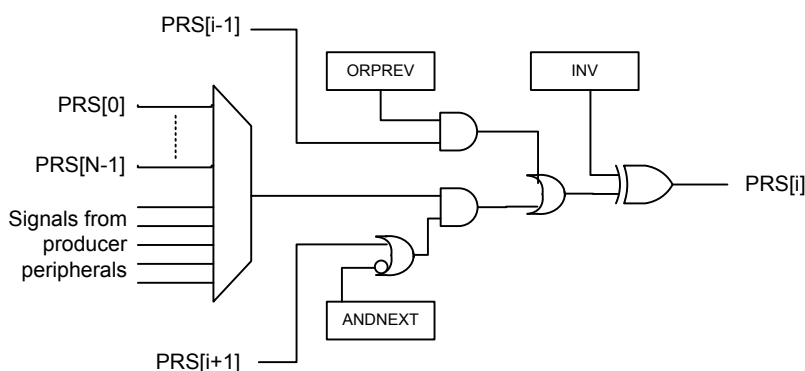 PRS[i-1]
ORPREV
INV
PRS[0]
PRS[N-1]
PRS[i]
Signals from
producer
peripherals
ANDNEXT
PRS[i+1]